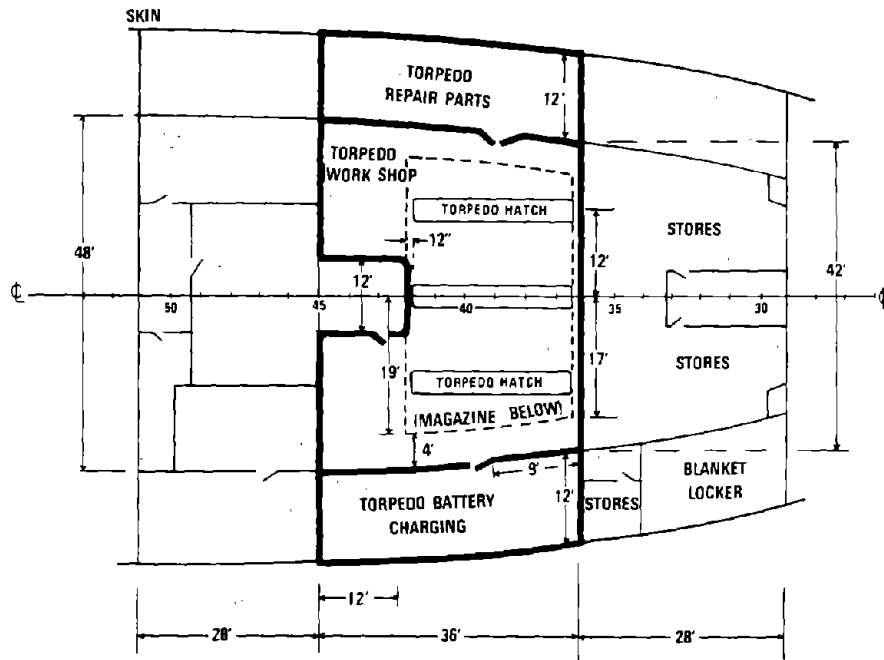 SKIN
TORPEDO
REPAIR PARTS
12'
TORPEDO
WORK SHOP
TORPEDO HATCH
STORES
12"
48'
12'
12'
42'
℄
50
45
40
35
30
℄
19'
17'
STORES
TORPEDO HATCH
(MAGAZINE BELOW)
4'
9'
BLANKET
LOCKER
12'
STORES
TORPEDO BATTERY
CHARGING
12'
28'
36'
28'